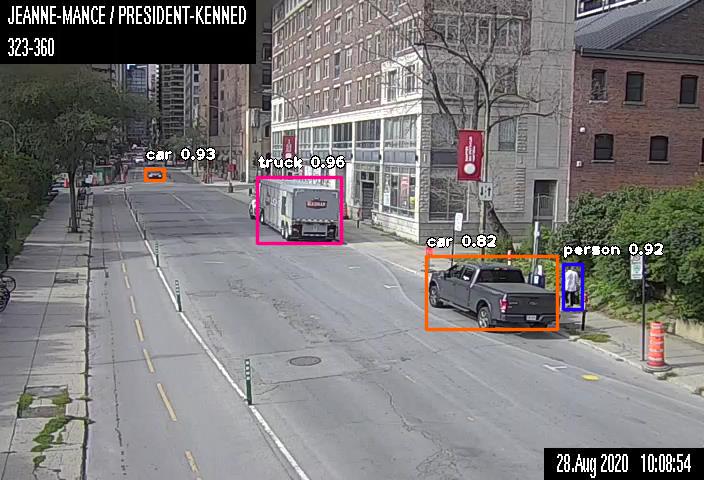 JEANNE-MANCE / PRESIDENT-KENNED
323-360
car 0.93
truck 0.96
car 0.82
person 0.92
28.Aug 2020 10:08:54